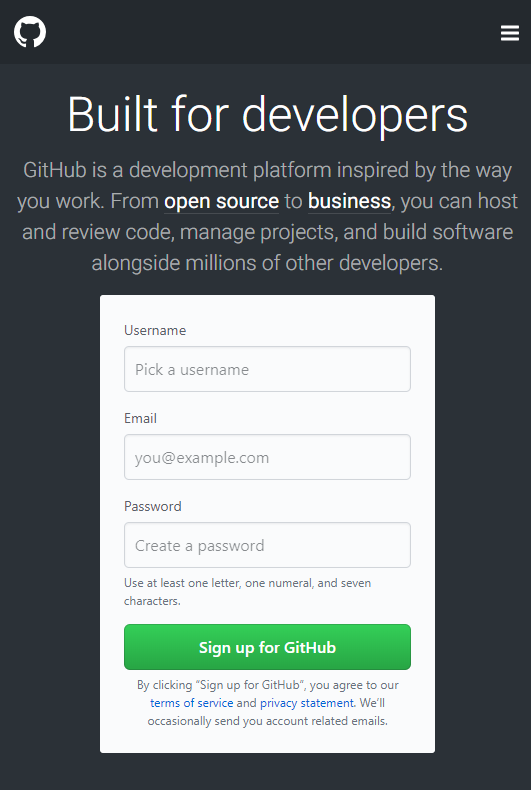 Built for developers
GitHub is a development platform inspired by the way
you work. From open source to business, you can host
and review code, manage projects, and build software
alongside millions of other developers.
Username
Pick a username
Email
you@example.com
Password
Create a password
Use at least one letter, one numeral, and seven
characters.
Sign up for GitHub
By clicking “Sign up for GitHub”, you agree to our
terms of service and privacy statement. We’ll
occasionally send you account related emails.